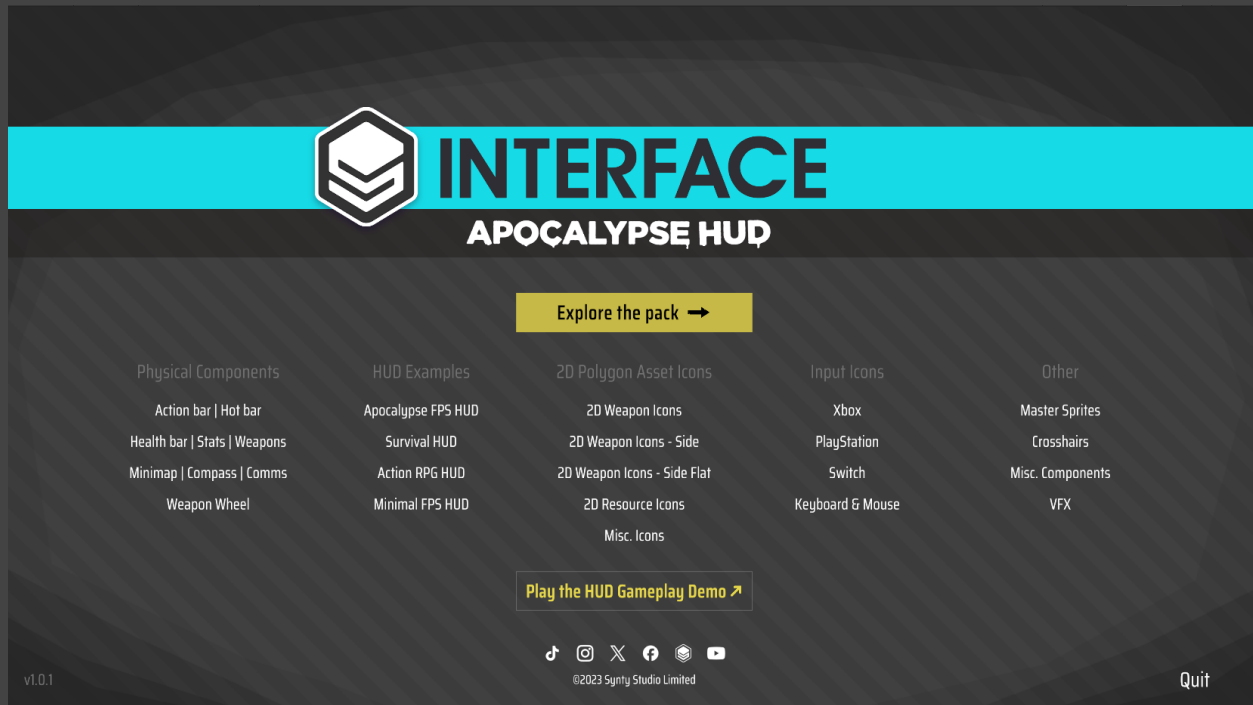 INTERFACE
APOCALYPSE HUD
Explore the pack
Physical Components
Action bar | Hot bar
Health bar | Stats | Weapons
Minimap | Compass | Comms
Weapon Wheel
HUD Examples
Apocalypse FPS HUD
Survival HUD
Action RPG HUD
Minimal FPS HUD
2D Polygon Asset Icons
2D Weapon Icons
2D Weapon Icons - Side
2D Weapon Icons - Side Flat
2D Resource Icons
Misc. Icons
Input Icons
Xbox
PlayStation
Switch
Keyboard & Mouse
Other
Master Sprites
Crosshairs
Misc. Components
VFX
Play the HUD Gameplay Demo
©2023 Synty Studio Limited
v1.0.1
Quit